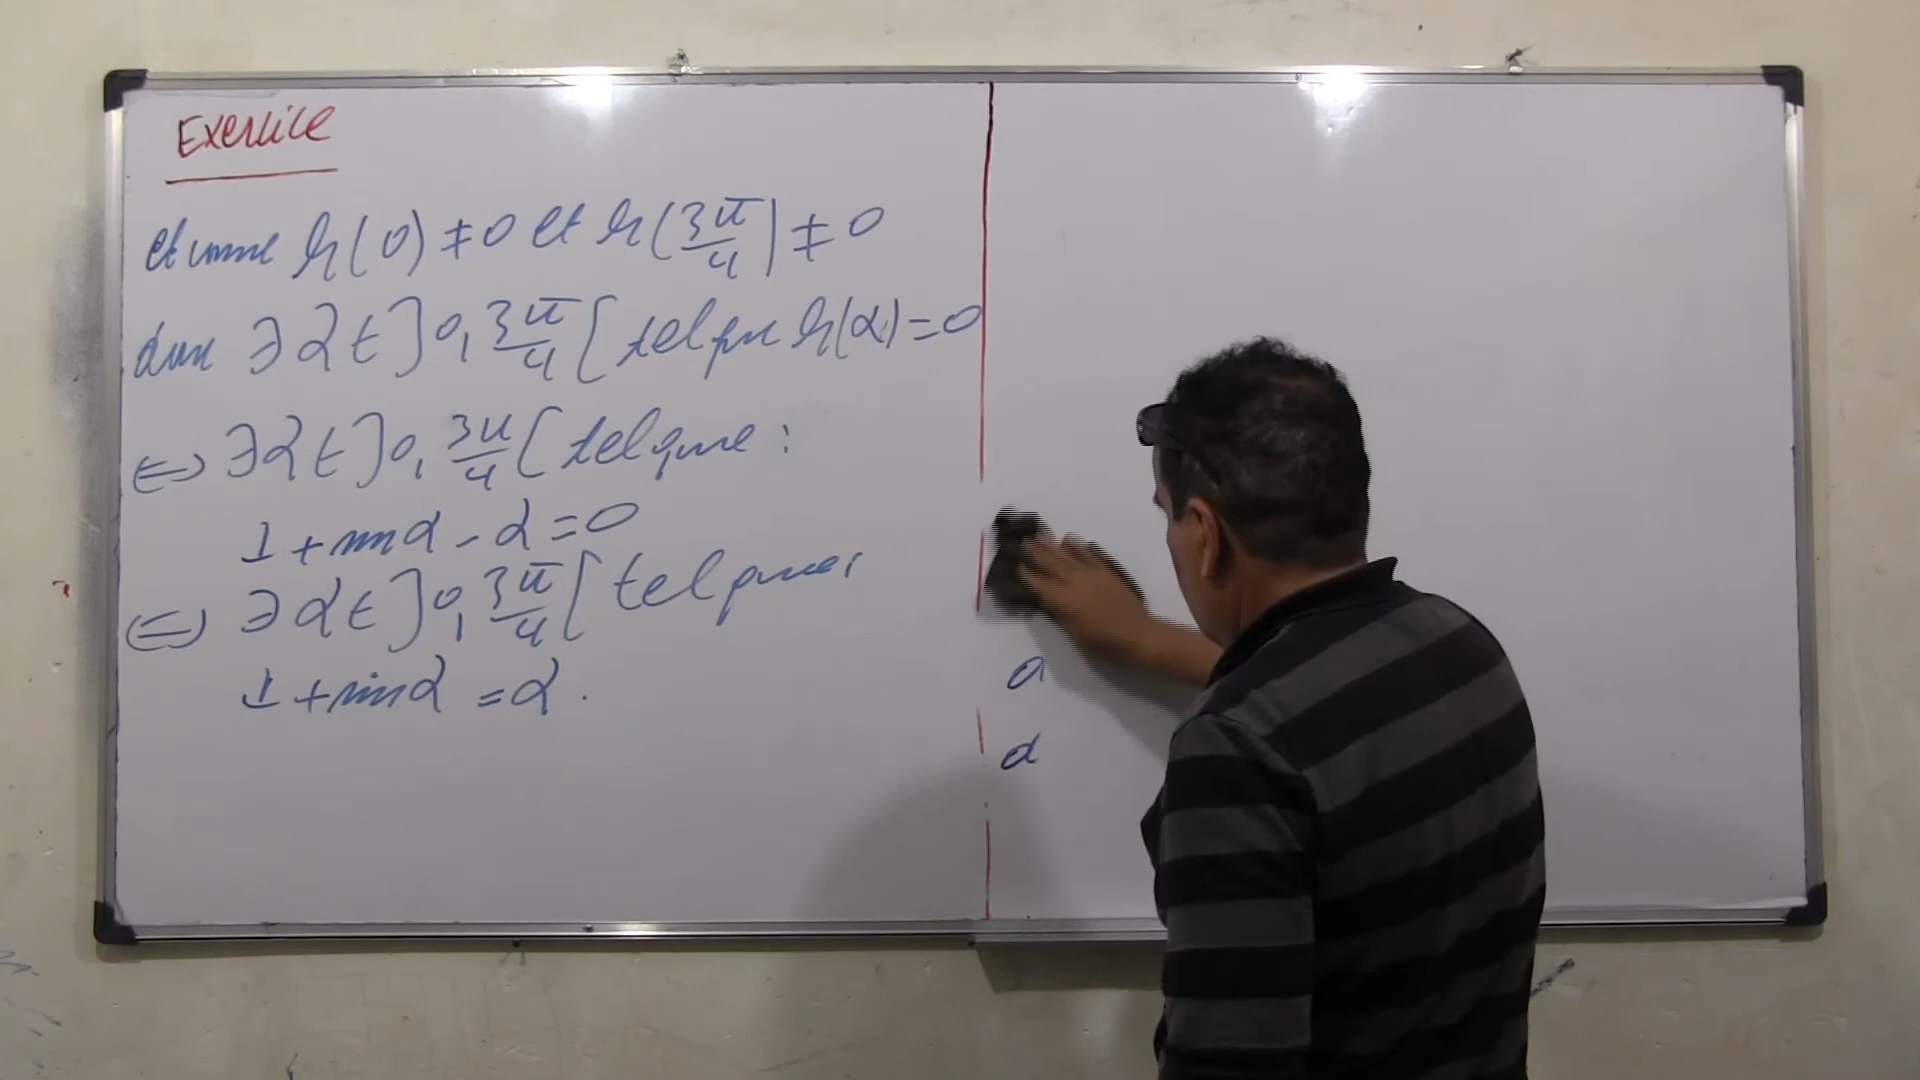 Exercice
et comme h(0) ≠ 0 et h(3π/4) ≠ 0
donc ∃ α ∈ ]0, 3π/4[ tel que h(α) = 0
⇔ ∃ α ∈ ]0, 3π/4[ tel que :
1 + sin α - α = 0
⇔ ∃ α ∈ ]0, 3π/4[ tel que :
1 + sin α = α .
d